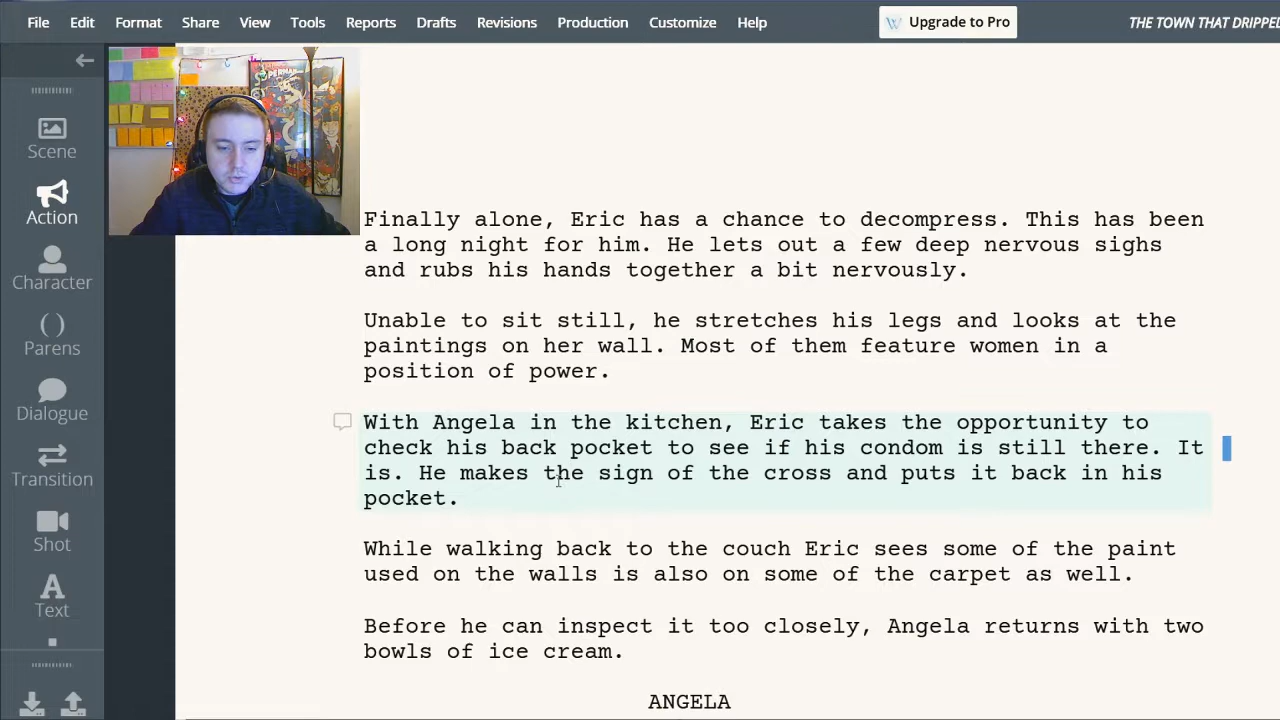 File Edit Format Share View Tools Reports Drafts Revisions Production Customize Help
Upgrade to Pro
THE TOWN THAT DRIPPED
Scene
Action
Character
Parens
Dialogue
Transition
Shot
Text
SUPERMAN
Finally alone, Eric has a chance to decompress. This has been
a long night for him. He lets out a few deep nervous sighs
and rubs his hands together a bit nervously.
Unable to sit still, he stretches his legs and looks at the
paintings on her wall. Most of them feature women in a
position of power.
With Angela in the kitchen, Eric takes the opportunity to
check his back pocket to see if his condom is still there. It
is. He makes the sign of the cross and puts it back in his
pocket.
While walking back to the couch Eric sees some of the paint
used on the walls is also on some of the carpet as well.
Before he can inspect it too closely, Angela returns with two
bowls of ice cream.
ANGELA